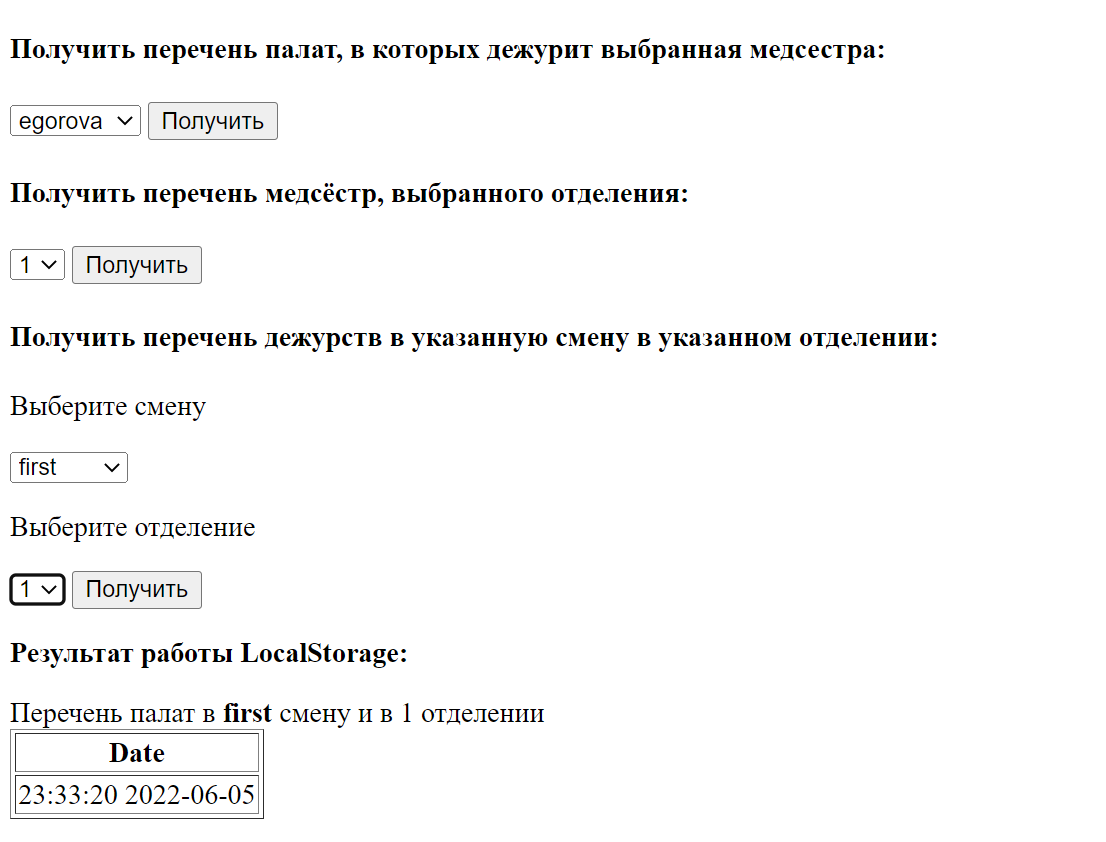 Получить перечень палат, в которых дежурит выбранная медсестра:
egorova Получить
Получить перечень медсёстр, выбранного отделения:
1 Получить
Получить перечень дежурств в указанную смену в указанном отделении:
Выберите смену
first
Выберите отделение
1 Получить
Результат работы LocalStorage:
Перечень палат в first смену и в 1 отделении
Date
23:33:20 2022-06-05